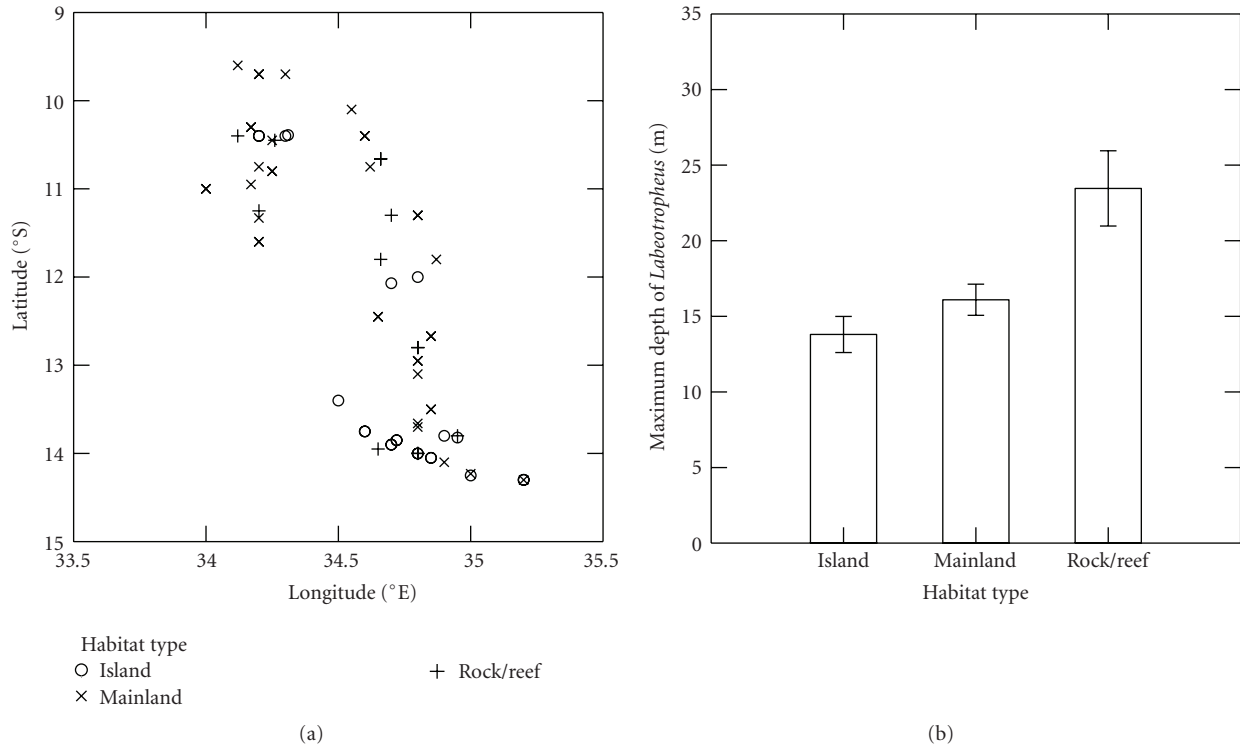 9
10
11
12
13
14
15
Latitude (°S)
33.5 34 34.5 35 35.5
Longitude (°E)
Habitat type
Island
Mainland
Rock/reef
(a)
35
30
25
20
15
10
5
0
Maximum depth of Labeotropheus (m)
Island Mainland Rock/reef
Habitat type
(b)